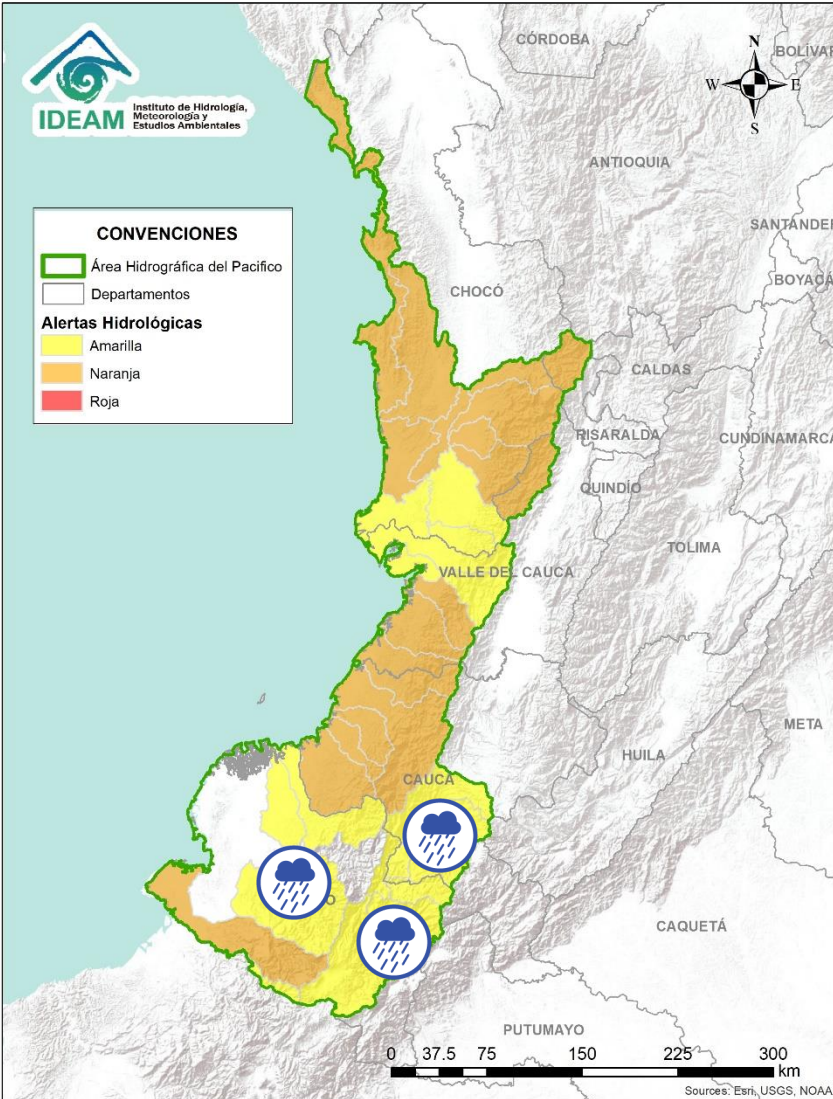 IDEAM
Instituto de Hidrología,
Meteorología y
Estudios Ambientales
CÓRDOBA
BOLÍVAR
N
W
E
S
ANTIOQUIA
SANTANDER
BOYACÁ
CONVENCIONES
Área Hidrográfica del Pacifico
Departamentos
Alertas Hidrológicas
Amarilla
Naranja
Roja
CHOCÓ
CALDAS
RISARALDA
CUNDINAMARCA
QUINDÍO
TOLIMA
VALLE DEL CAUCA
META
HUILA
CAUCA
O
CAQUETÁ
PUTUMAYO
0 37.5 75 150 225 300
km
Sources: Esri, USGS, NOAA